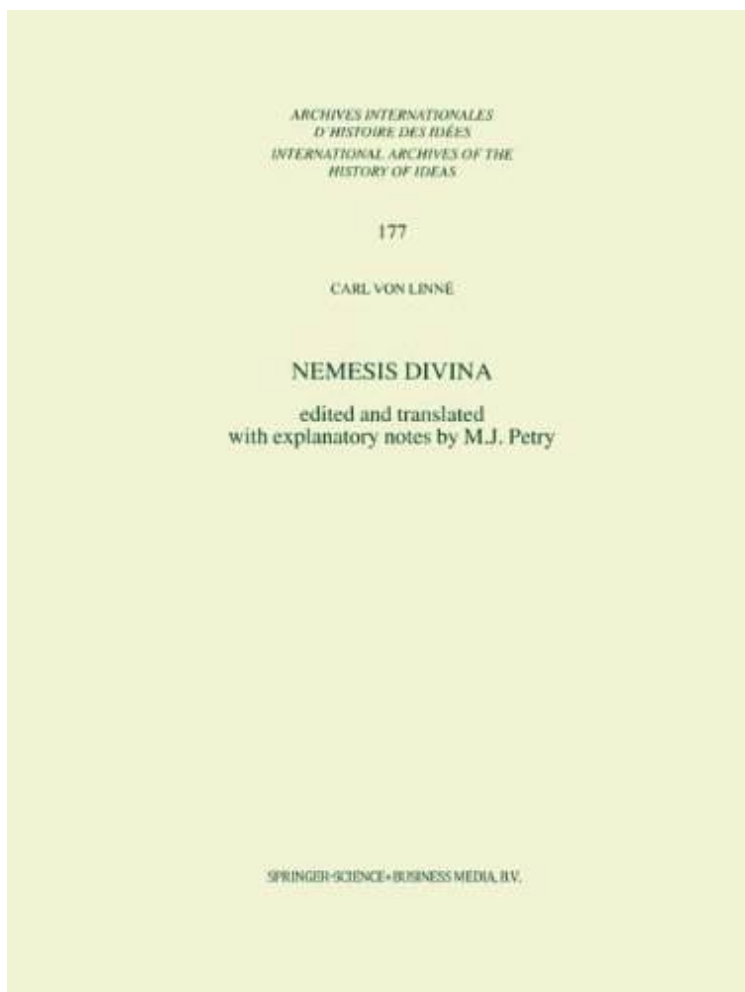 ARCHIVES INTERNATIONALES
D'HISTOIRE DES IDÉES
INTERNATIONAL ARCHIVES OF THE
HISTORY OF IDEAS
177
CARL VON LINNÉ
NEMESIS DIVINA
edited and translated
with explanatory notes by M.J. Petry
SPRINGER-SCIENCE+BUSINESS MEDIA, B.V.